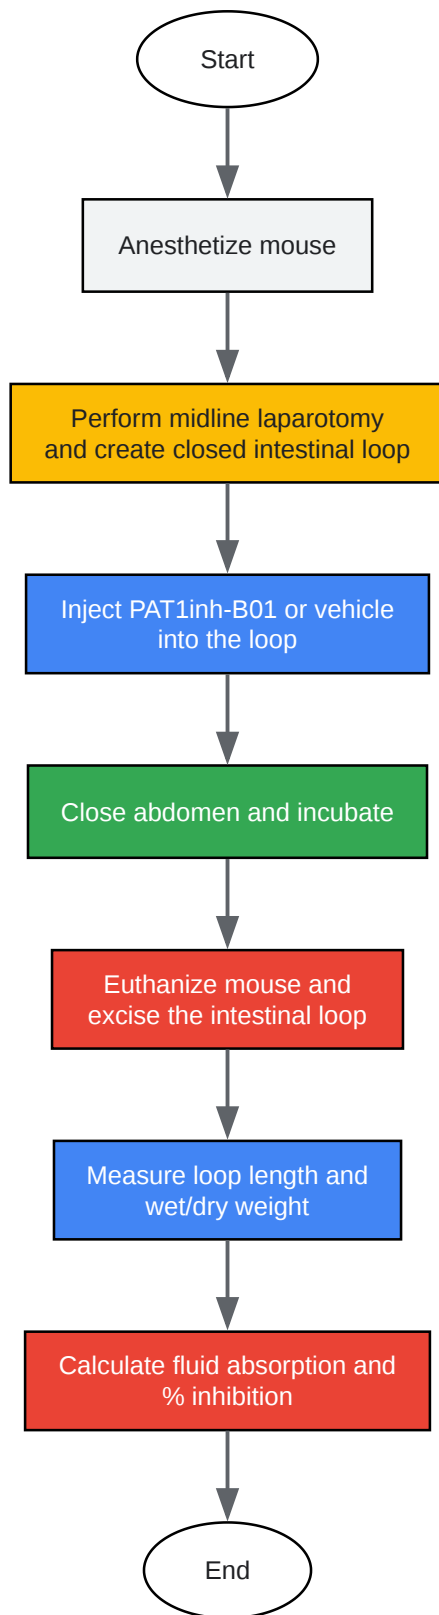 Start
Anesthetize mouse
Perform midline laparotomy
and create closed intestinal loop
Inject PAT1inh-B01 or vehicle
into the loop
Close abdomen and incubate
Euthanize mouse and
excise the intestinal loop
Measure loop length and
wet/dry weight
Calculate fluid absorption and
% inhibition
End